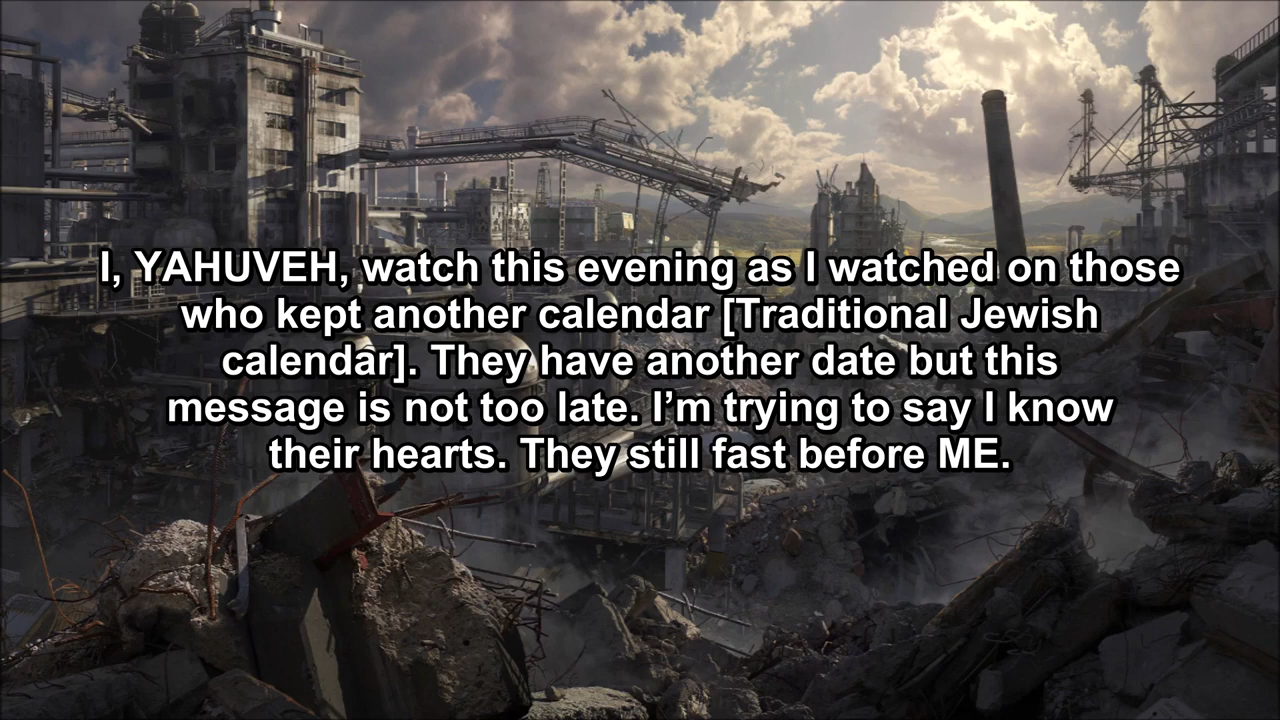 I, YAHUVEH, watch this evening as I watched on those
who kept another calendar [Traditional Jewish
calendar]. They have another date but this
message is not too late. I’m trying to say I know
their hearts. They still fast before ME.